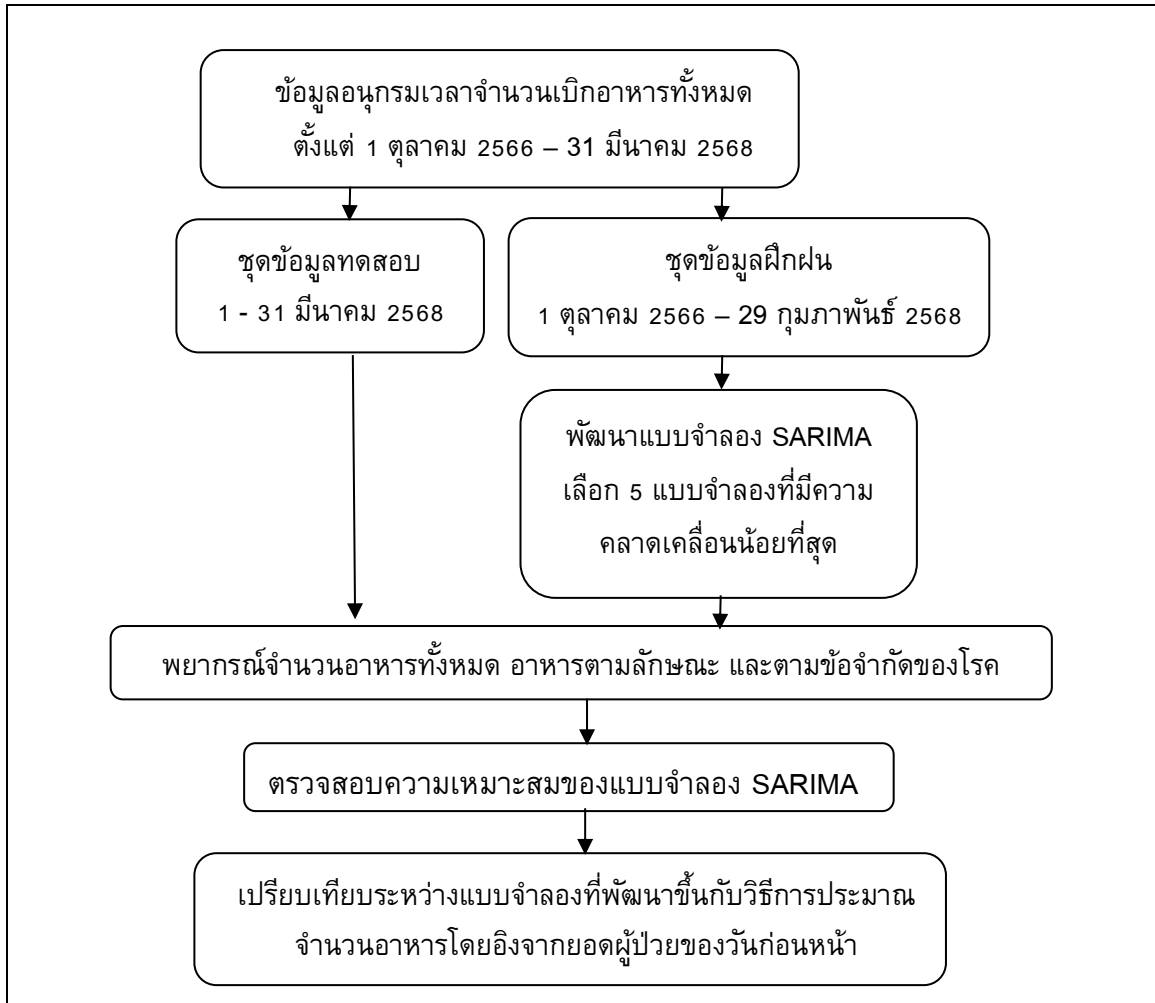 ข้อมูลอนุกรมเวลาจำนวนเบิกอาหารทั้งหมด
ตั้งแต่ 1 ตุลาคม 2566 – 31 มีนาคม 2568
ชุดข้อมูลทดสอบ
1 - 31 มีนาคม 2568
ชุดข้อมูลฝึกฝน
1 ตุลาคม 2566 – 29 กุมภาพันธ์ 2568
พัฒนาแบบจำลอง SARIMA
เลือก 5 แบบจำลองที่มีความ
คลาดเคลื่อนน้อยที่สุด
พยากรณ์จำนวนอาหารทั้งหมด อาหารตามลักษณะ และตามข้อจำกัดของโรค
ตรวจสอบความเหมาะสมของแบบจำลอง SARIMA
เปรียบเทียบระหว่างแบบจำลองที่พัฒนาขึ้นกับวิธีการประมาณ
จำนวนอาหารโดยอิงจากยอดผู้ป่วยของวันก่อนหน้า